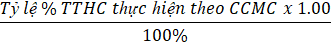 Tỷ lệ % TTHC thực hiện theo CCMC x 1.00
100%